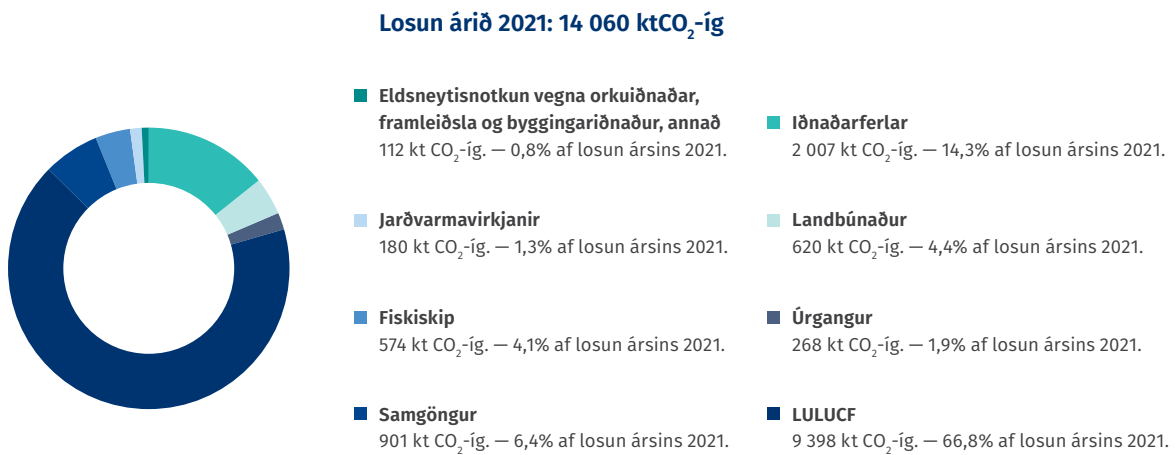 Losun árið 2021: 14 060 ktCO₂-íg
Eldsneytisnotkun vegna orkuiðnaðar,
framleiðsla og byggingariðnaður, annað
112 kt CO₂-íg. — 0,8% af losun ársins 2021.
Jarðvarmavirkjanir
180 kt CO₂-íg. — 1,3% af losun ársins 2021.
Fiskiskip
574 kt CO₂-íg. — 4,1% af losun ársins 2021.
Samgöngur
901 kt CO₂-íg. — 6,4% af losun ársins 2021.
Iðnaðarferlar
2 007 kt CO₂-íg. — 14,3% af losun ársins 2021.
Landbúnaður
620 kt CO₂-íg. — 4,4% af losun ársins 2021.
Úrgangur
268 kt CO₂-íg. — 1,9% af losun ársins 2021.
LULUCF
9 398 kt CO₂-íg. — 66,8% af losun ársins 2021.